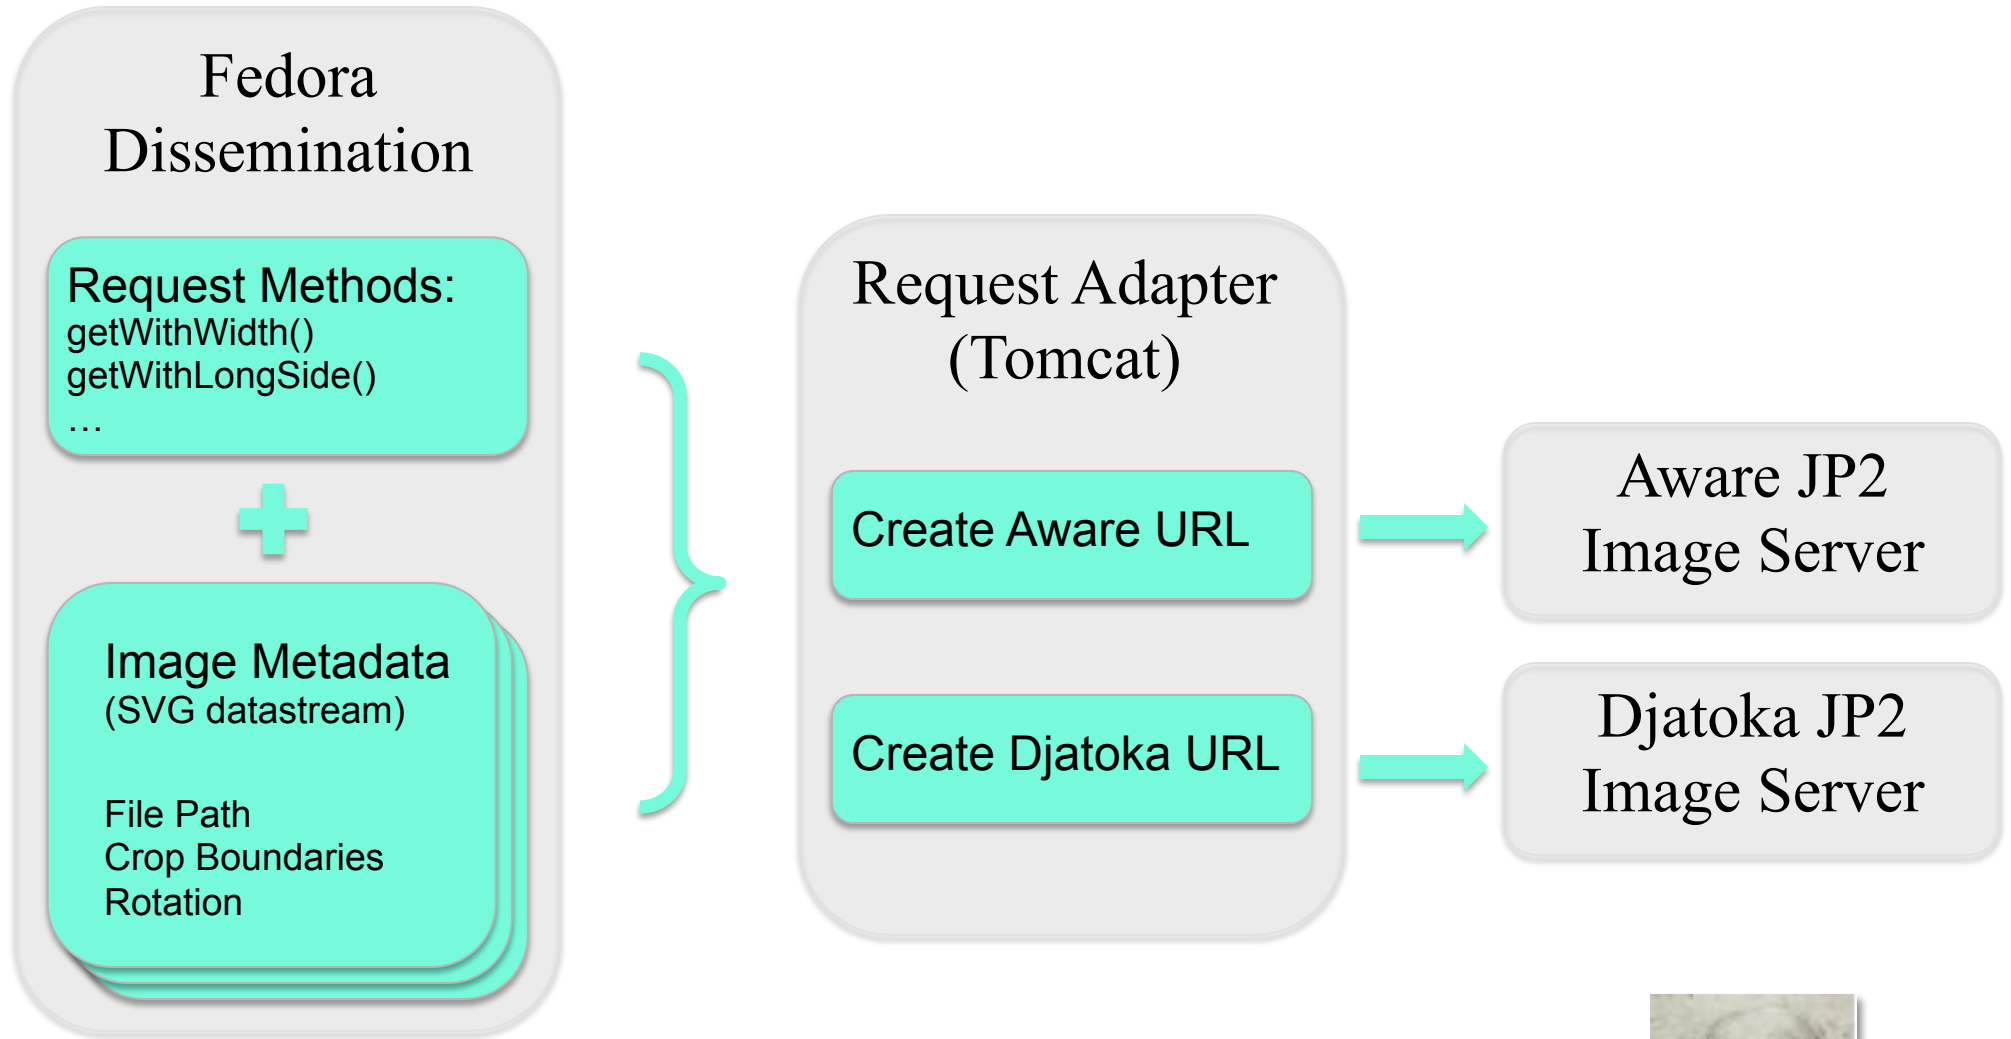 Fedora
Dissemination
Request Methods:
getWithWidth()
getWithLongSide()
…
Image Metadata
(SVG datastream)
File Path
Crop Boundaries
Rotation
Request Adapter
(Tomcat)
Create Aware URL
Create Djatoka URL
Aware JP2
Image Server
Djatoka JP2
Image Server